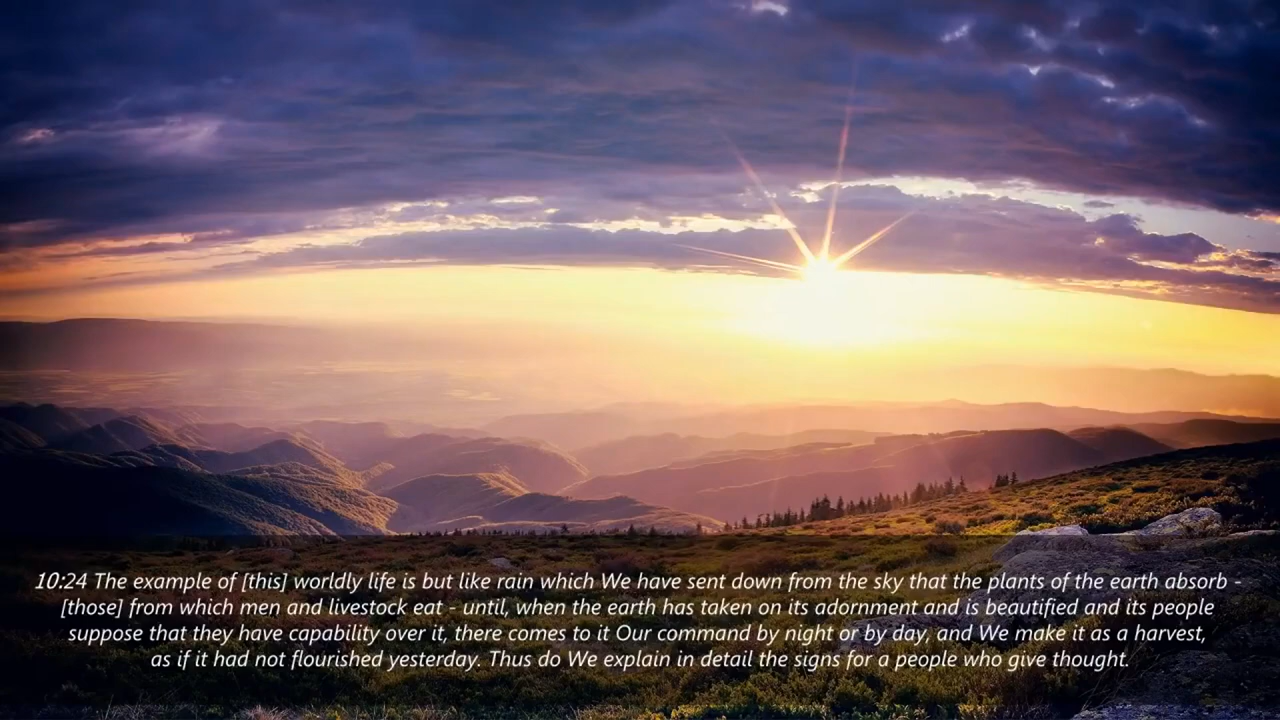 10:24 The example of [this] worldly life is but like rain which We have sent down from the sky that the plants of the earth absorb -
[those] from which men and livestock eat - until, when the earth has taken on its adornment and is beautified and its people
suppose that they have capability over it, there comes to it Our command by night or by day, and We make it as a harvest,
as if it had not flourished yesterday. Thus do We explain in detail the signs for a people who give thought.